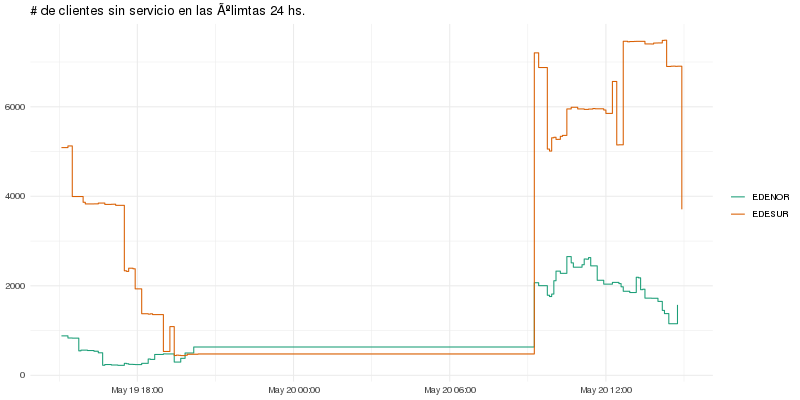 # de clientes sin servicio en las Ãºlimtas 24 hs.
6000
4000
2000
0
May 19 18:00
May 20 00:00
May 20 06:00
May 20 12:00
EDENOR
EDESUR